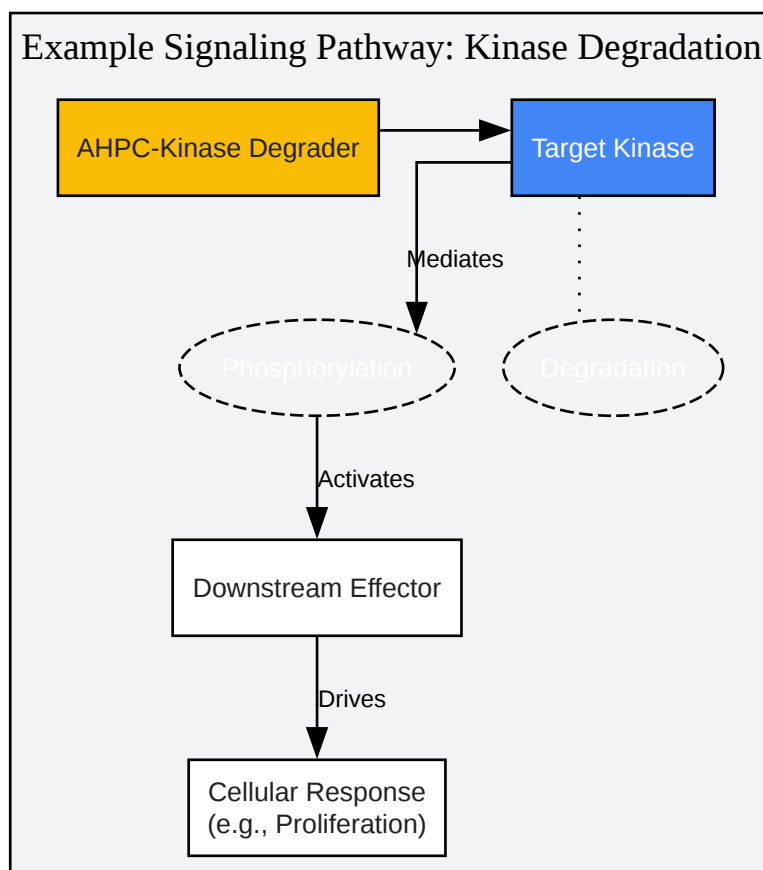 Example Signaling Pathway: Kinase Degradation
AHPC-Kinase Degrader
Target Kinase
Mediates
Phosphorylation
Degradation
Activates
Downstream Effector
Drives
Cellular Response
(e.g., Proliferation)